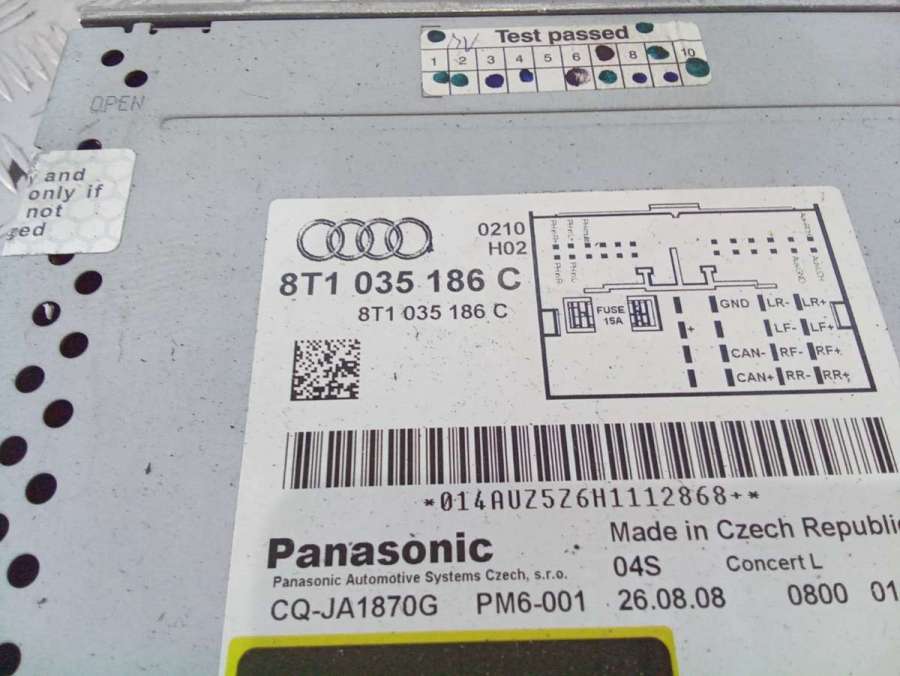 Test passed
RV
1 2 3 4 5 6 8 10
OPEN
and
only if
not
0210
H02
8T1 035 186 C
8T1 035 186 C
FUSE
15A
GND LR- LR+
+ LF- LF+
CAN- RF- RF+
CAN+ RR- RR+
*014AUZ5Z6H1112868+*
Panasonic
Made in Czech Republic
Panasonic Automotive Systems Czech, s.r.o.
04S Concert L
CQ-JA1870G PM6-001 26.08.08 0800 01